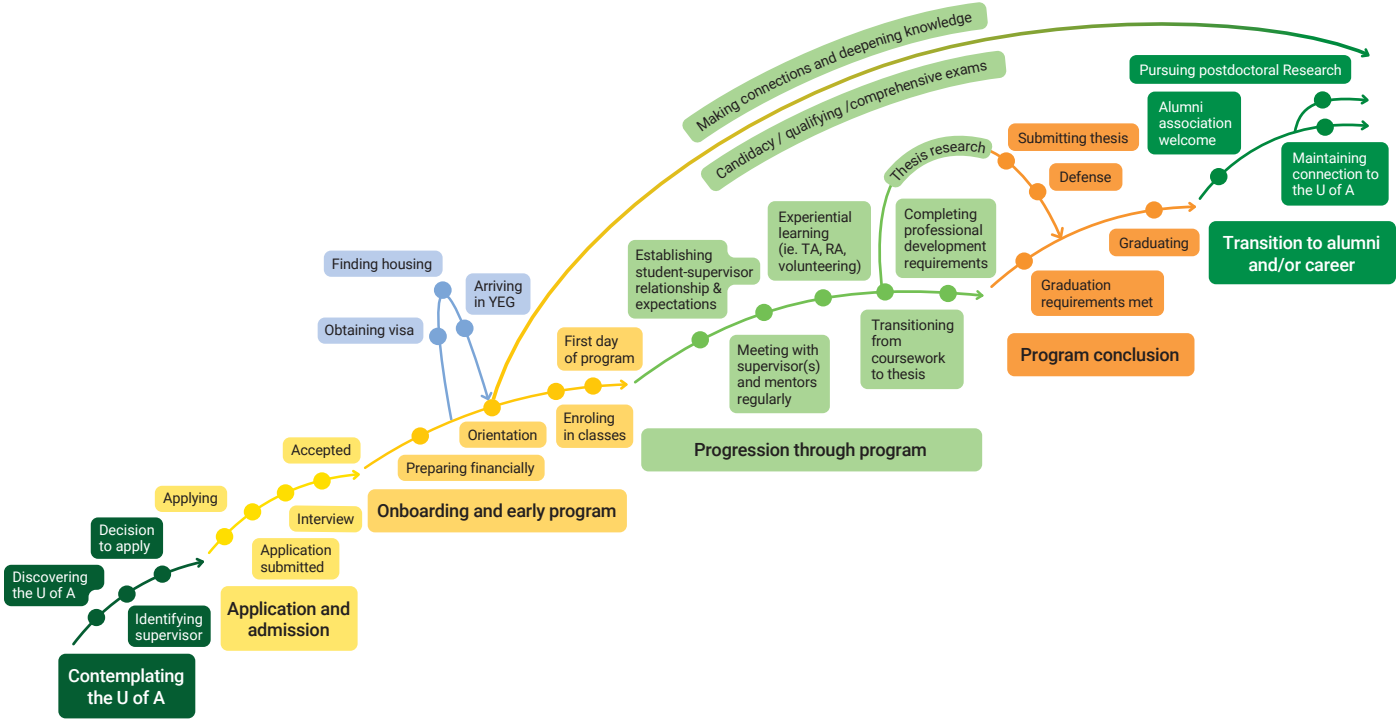 Discovering
the U of A
Decision
to apply
Identifying
supervisor
Contemplating
the U of A
Applying
Application
submitted
Interview
Accepted
Application and
admission
Preparing financially
Obtaining visa
Finding housing
Arriving
in YEG
Orientation
Enroling
in classes
First day
of program
Onboarding and early program
Making connections and deepening knowledge
Candidacy / qualifying /comprehensive exams
Establishing
student-supervisor
relationship &
expectations
Meeting with
supervisor(s)
and mentors
regularly
Experiential
learning
(ie. TA, RA,
volunteering)
Transitioning
from
coursework
to thesis
Completing
professional
development
requirements
Thesis research
Progression through program
Submitting thesis
Defense
Graduation
requirements met
Graduating
Program conclusion
Alumni
association
welcome
Pursuing postdoctoral Research
Maintaining
connection to
the U of A
Transition to alumni
and/or career